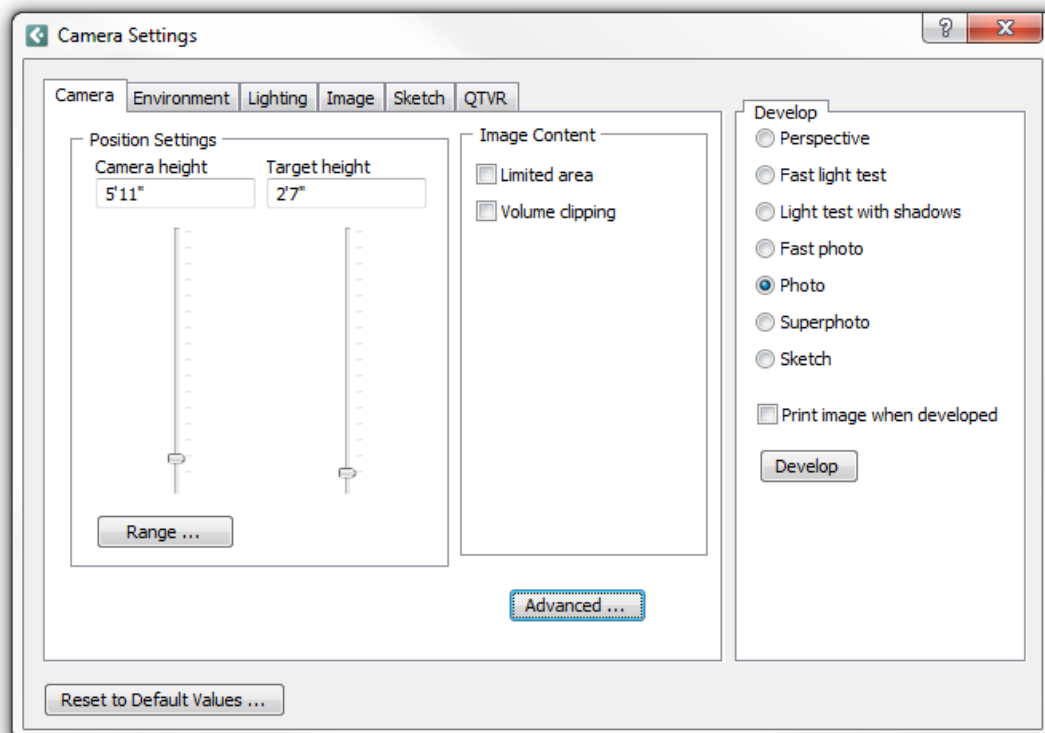 Camera Settings
Camera Environment Lighting Image Sketch QTVR
Position Settings
Camera height Target height
5'11" 2'7"
Range ...
Image Content
Limited area
Volume clipping
Advanced ...
Develop
Perspective
Fast light test
Light test with shadows
Fast photo
Photo
Superphoto
Sketch
Print image when developed
Develop
Reset to Default Values ...